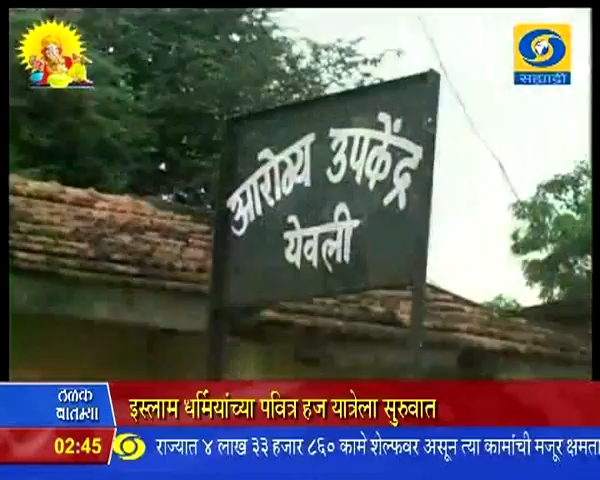 सह्याद्री
आरोग्य उपकेंद्र
येवली
ठळक
बातम्या
इस्लाम धर्मियांच्या पवित्र हज यात्रेला सुरुवात
02:45
राज्यात ४ लाख ३३ हजार ८६० कामे शेल्फवर असून त्या कामांची मजूर क्षमता